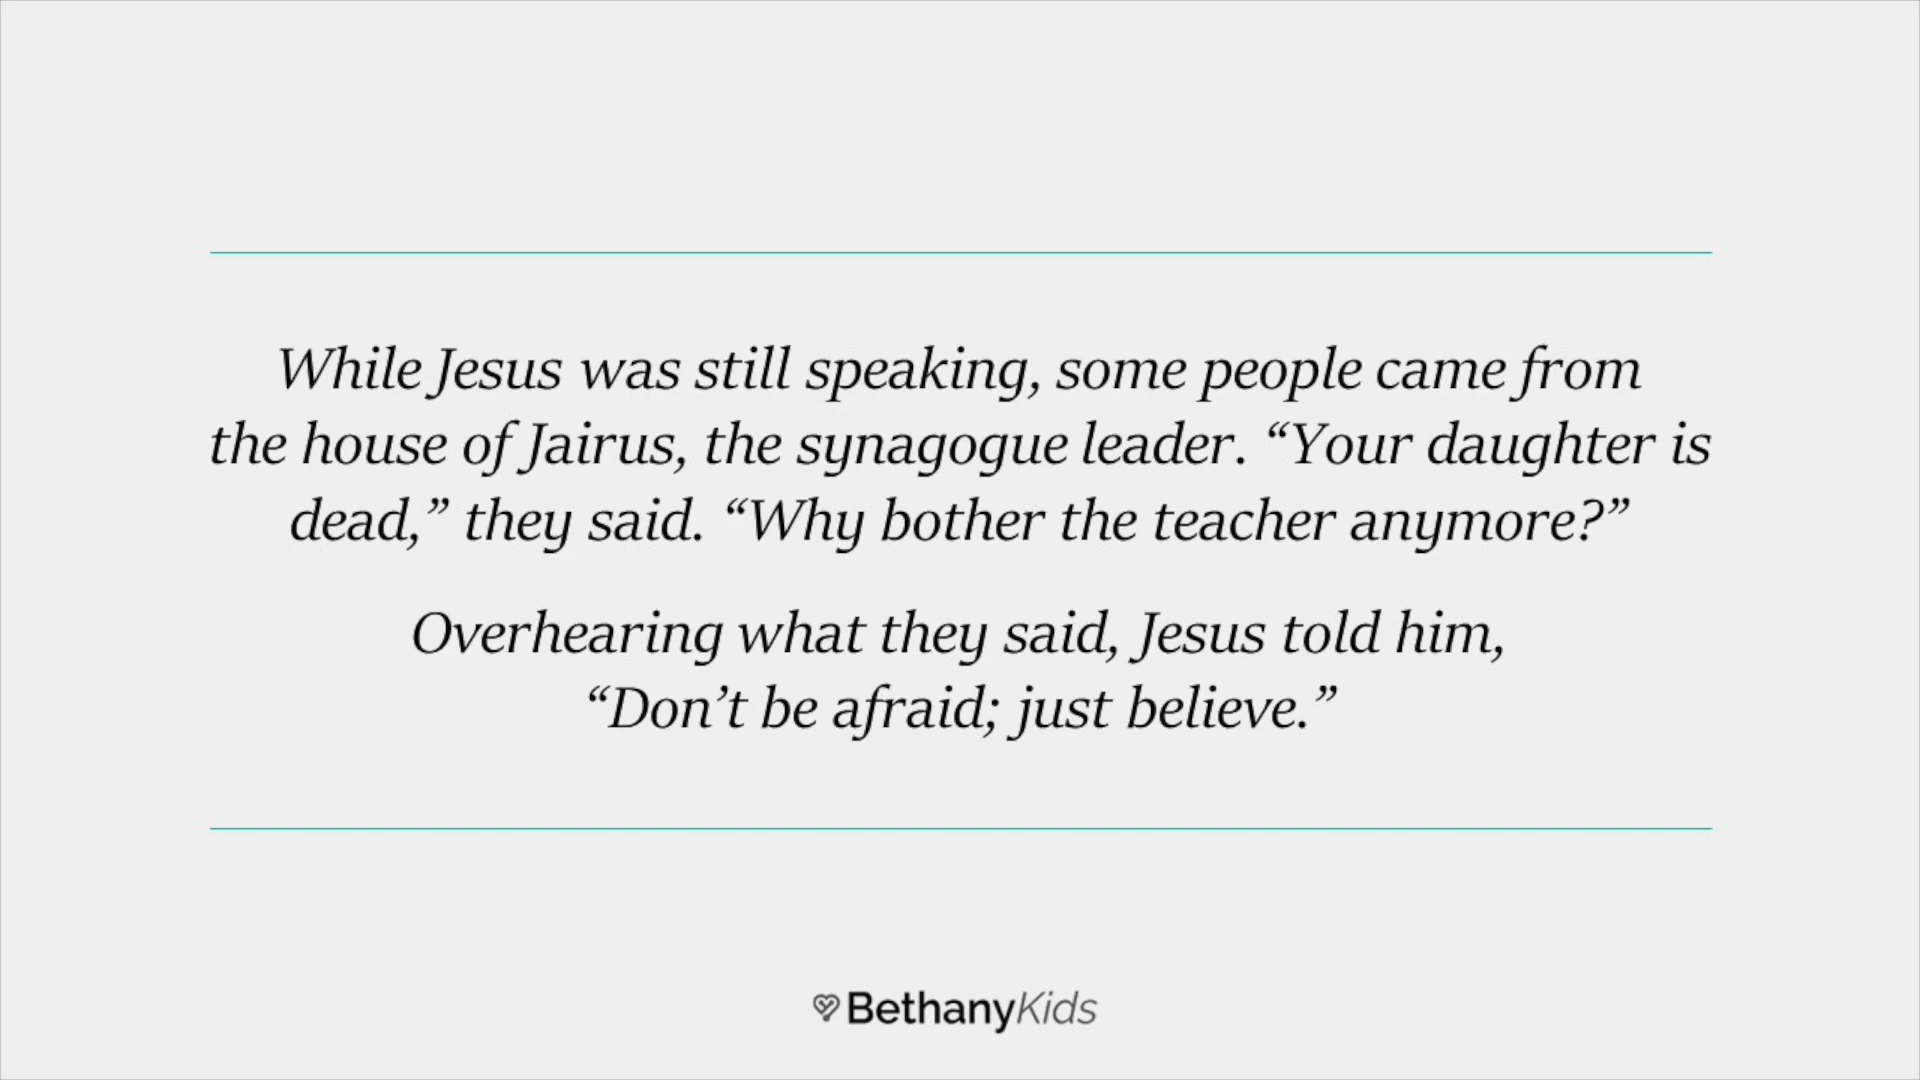 While Jesus was still speaking, some people came from
the house of Jairus, the synagogue leader. “Your daughter is
dead,” they said. “Why bother the teacher anymore?”
Overhearing what they said, Jesus told him,
“Don’t be afraid; just believe.”
BethanyKids